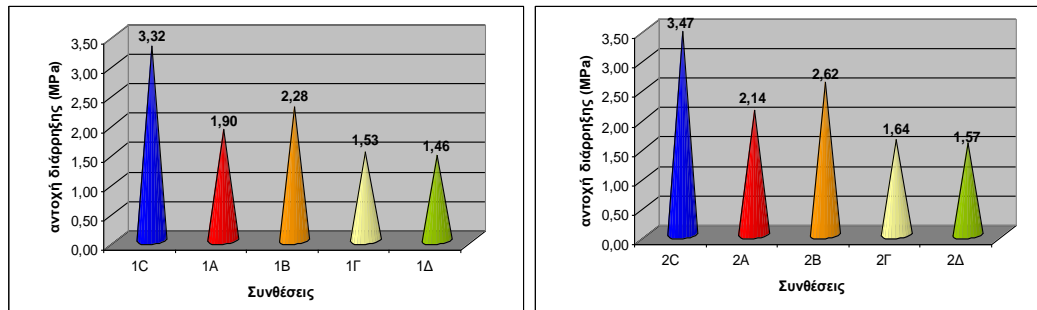 αντοχή διάρρηξης (MPa)
3,50
3,00
2,50
2,00
1,50
1,00
0,50
0,00
3,32
1,90
2,28
1,53
1,46
1C
1A
1B
1Γ
1Δ
Συνθέσεις
αντοχή διάρρηξης (MPa)
3,50
3,00
2,50
2,00
1,50
1,00
0,50
0,00
3,47
2,14
2,62
1,64
1,57
2C
2A
2B
2Γ
2Δ
Συνθέσεις